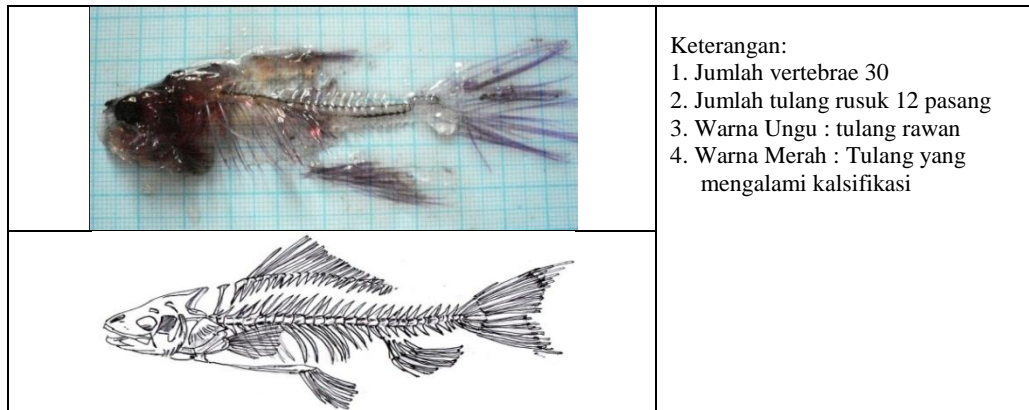 Keterangan:
1. Jumlah vertebrae 30
2. Jumlah tulang rusuk 12 pasang
3. Warna Ungu : tulang rawan
4. Warna Merah : Tulang yang
mengalami kalsifikasi